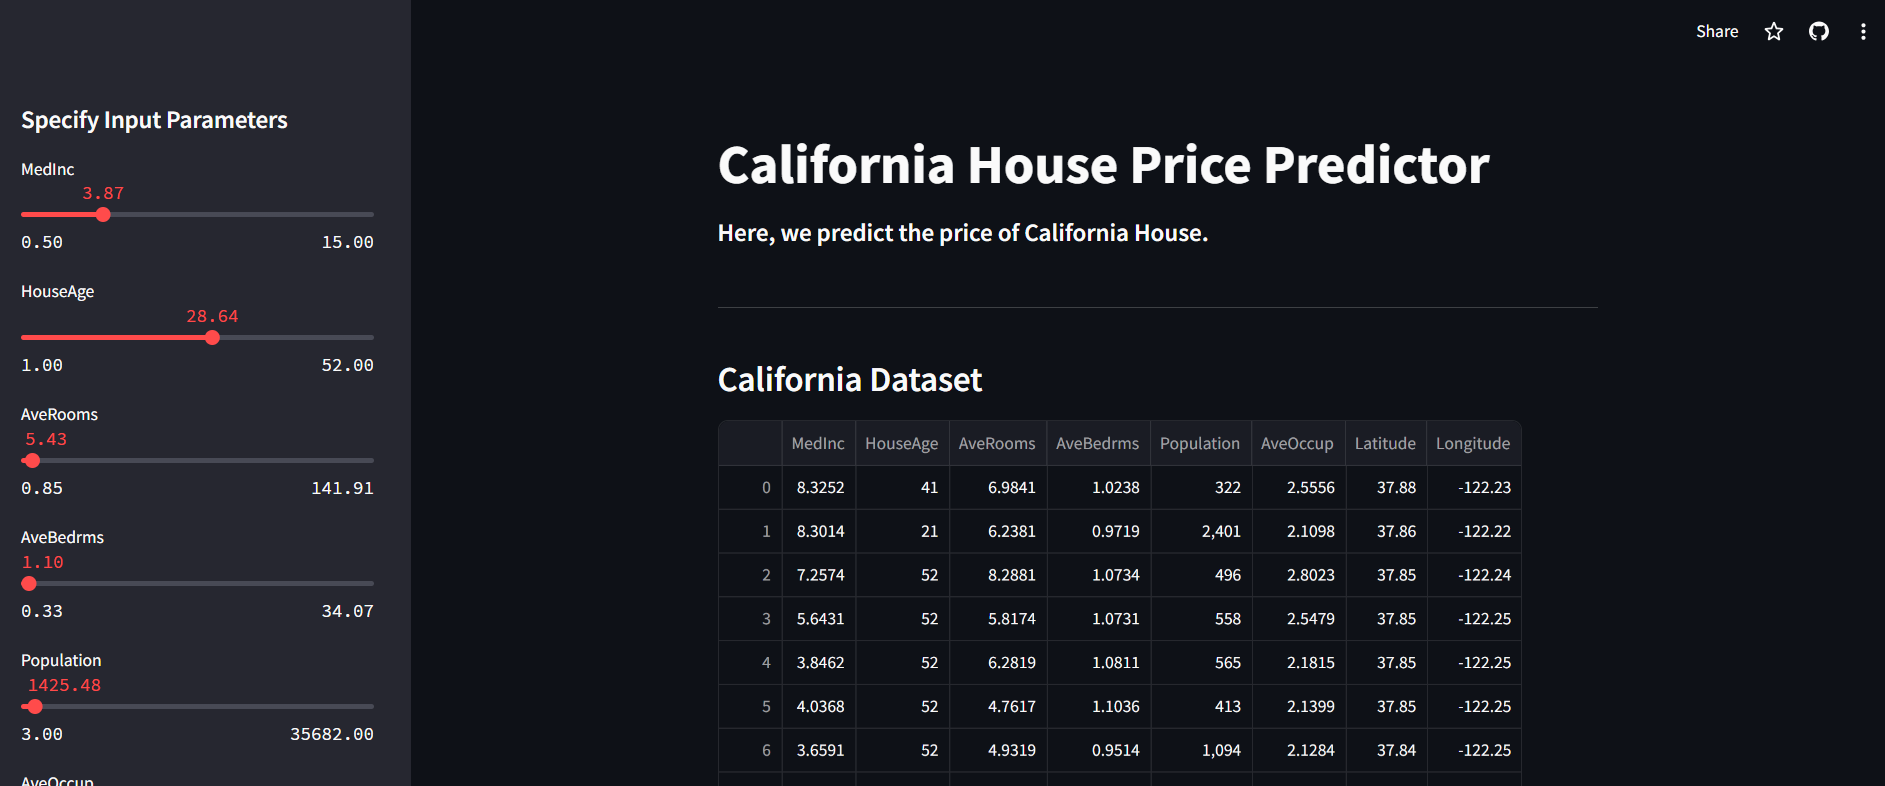 Share
Specify Input Parameters
MedInc
3.87
0.50 15.00
HouseAge
28.64
1.00 52.00
AveRooms
5.43
0.85 141.91
AveBedrms
1.10
0.33 34.07
Population
1425.48
3.00 35682.00
AveOccup
California House Price Predictor
Here, we predict the price of California House.
California Dataset
MedInc HouseAge AveRooms AveBedrms Population AveOccup Latitude Longitude
0 8.3252 41 6.9841 1.0238 322 2.5556 37.88 -122.23
1 8.3014 21 6.2381 0.9719 2,401 2.1098 37.86 -122.22
2 7.2574 52 8.2881 1.0734 496 2.8023 37.85 -122.24
3 5.6431 52 5.8174 1.0731 558 2.5479 37.85 -122.25
4 3.8462 52 6.2819 1.0811 565 2.1815 37.85 -122.25
5 4.0368 52 4.7617 1.1036 413 2.1399 37.85 -122.25
6 3.6591 52 4.9319 0.9514 1,094 2.1284 37.84 -122.25